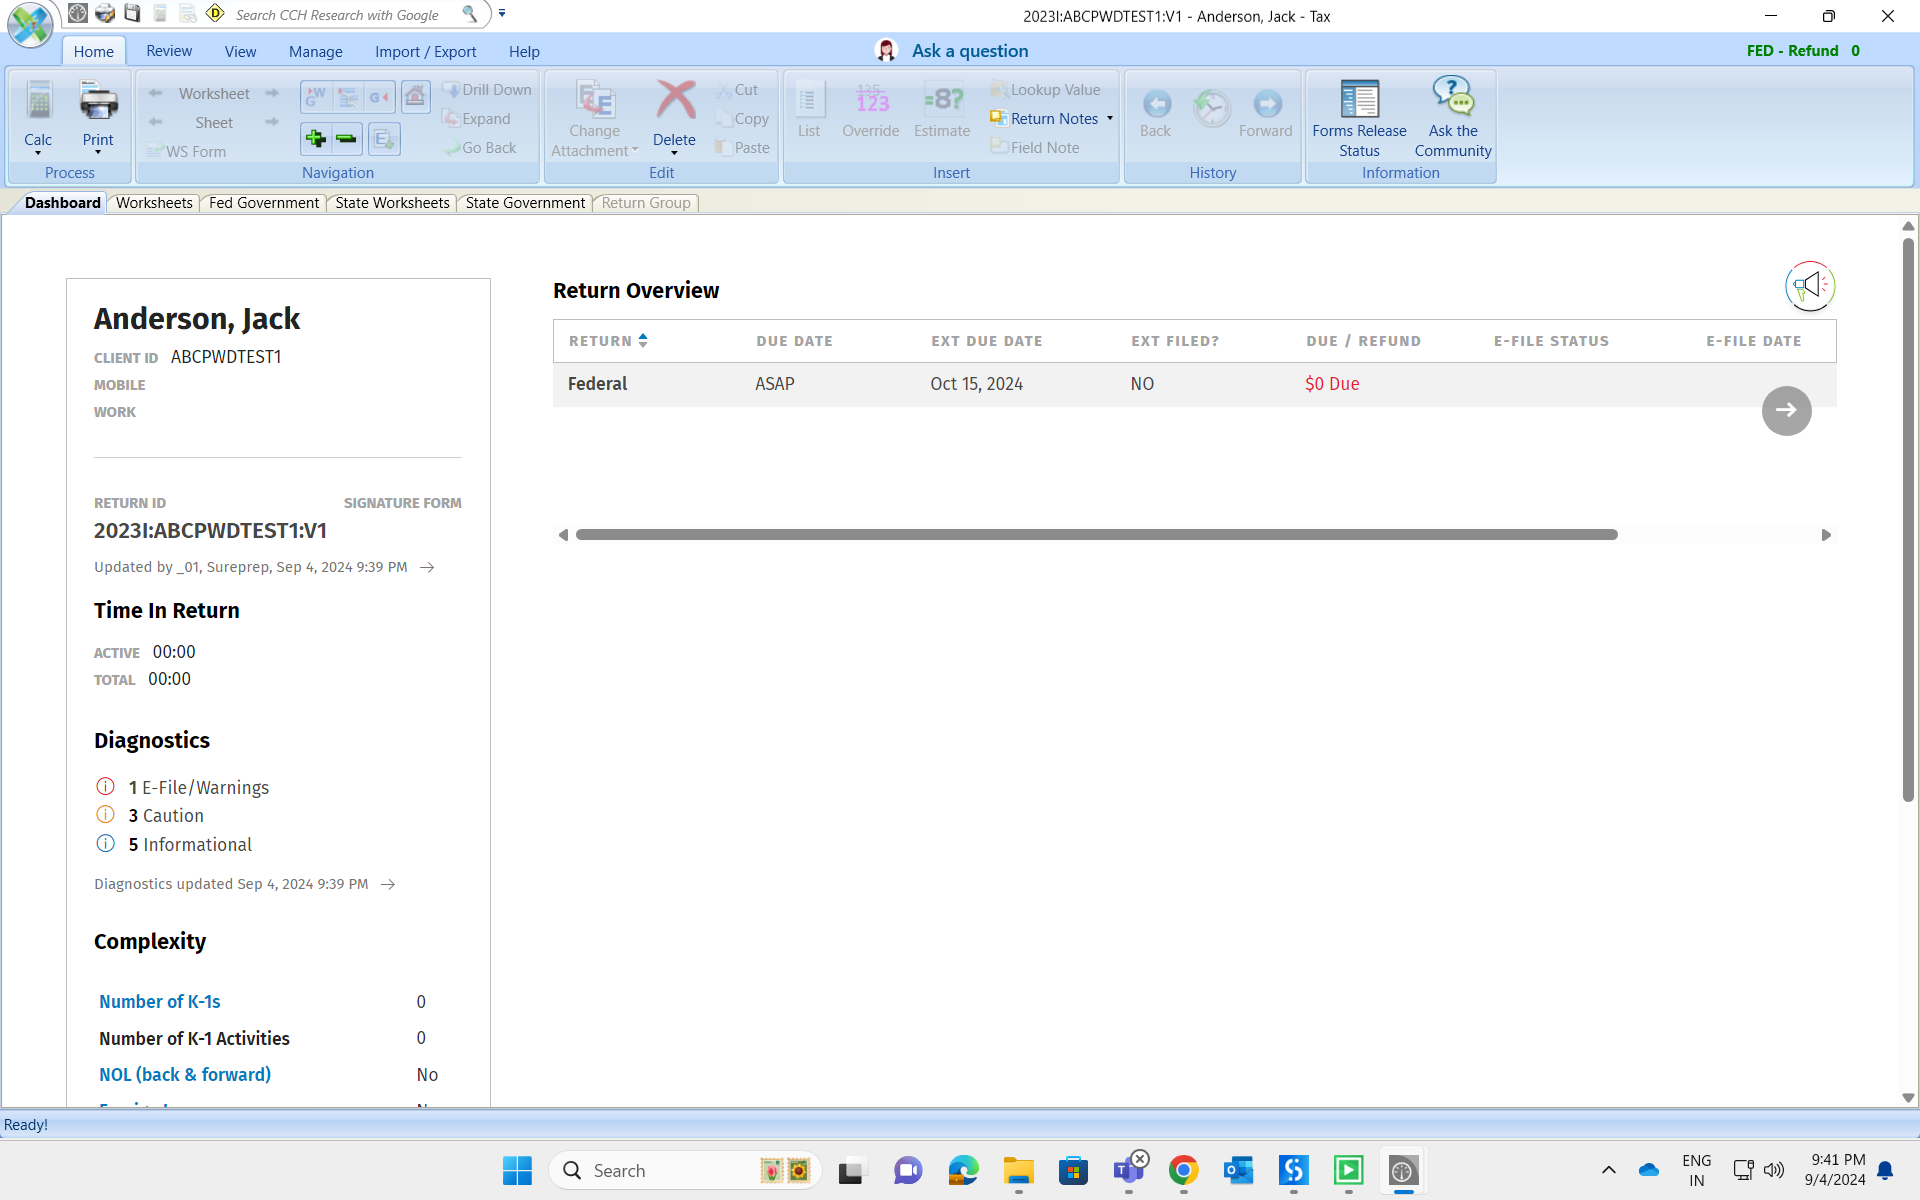 Search CCH Research with Google
2023I:ABCPWDTEST1:V1 - Anderson, Jack - Tax
Home Review View Manage Import / Export Help
Ask a question
FED - Refund 0
Calc
Print
Process
Worksheet
Sheet
WS Form
Drill Down
Expand
Go Back
Navigation
Change Attachment
Delete
Cut
Copy
Paste
Edit
List
Override
Estimate
Lookup Value
Return Notes
Field Note
Insert
Back
Forward
History
Forms Release Status
Ask the Community
Information
Dashboard Worksheets Fed Government State Worksheets State Government Return Group
Anderson, Jack
CLIENT ID ABCPWDTEST1
MOBILE
WORK
RETURN ID SIGNATURE FORM
2023I:ABCPWDTEST1:V1
Updated by _01, Sureprep, Sep 4, 2024 9:39 PM
Time In Return
ACTIVE 00:00
TOTAL 00:00
Diagnostics
1 E-File/Warnings
3 Caution
5 Informational
Diagnostics updated Sep 4, 2024 9:39 PM
Complexity
Number of K-1s 0
Number of K-1 Activities 0
NOL (back & forward) No
Return Overview
RETURN DUE DATE EXT DUE DATE EXT FILED? DUE / REFUND E-FILE STATUS E-FILE DATE
Federal ASAP Oct 15, 2024 NO $0 Due
Ready!
Search
ENG
IN
9:41 PM
9/4/2024